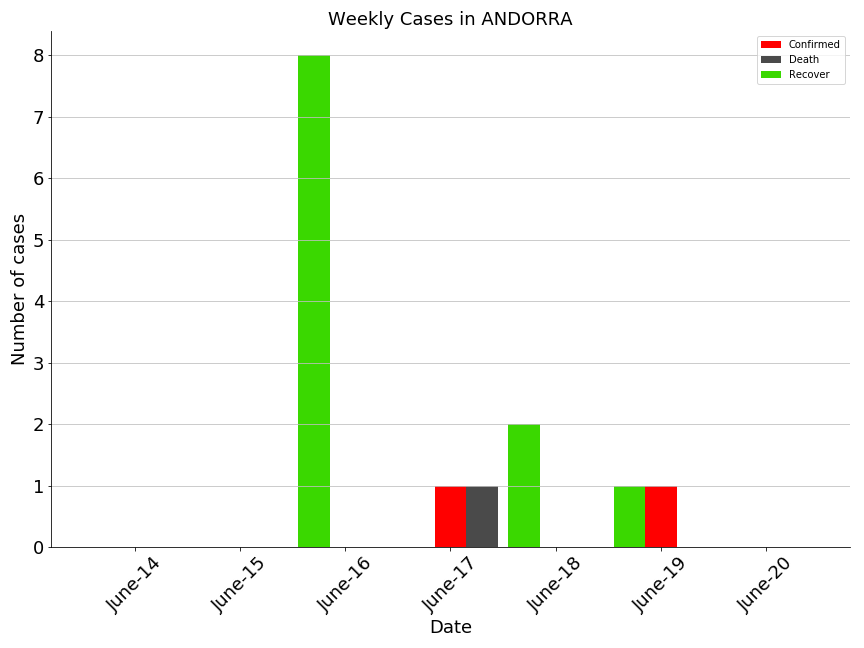 Weekly Cases in ANDORRA
Confirmed
Death
Recover
Number of cases
8
7
6
5
4
3
2
1
0
June-14
June-15
June-16
June-17
June-18
June-19
June-20
Date